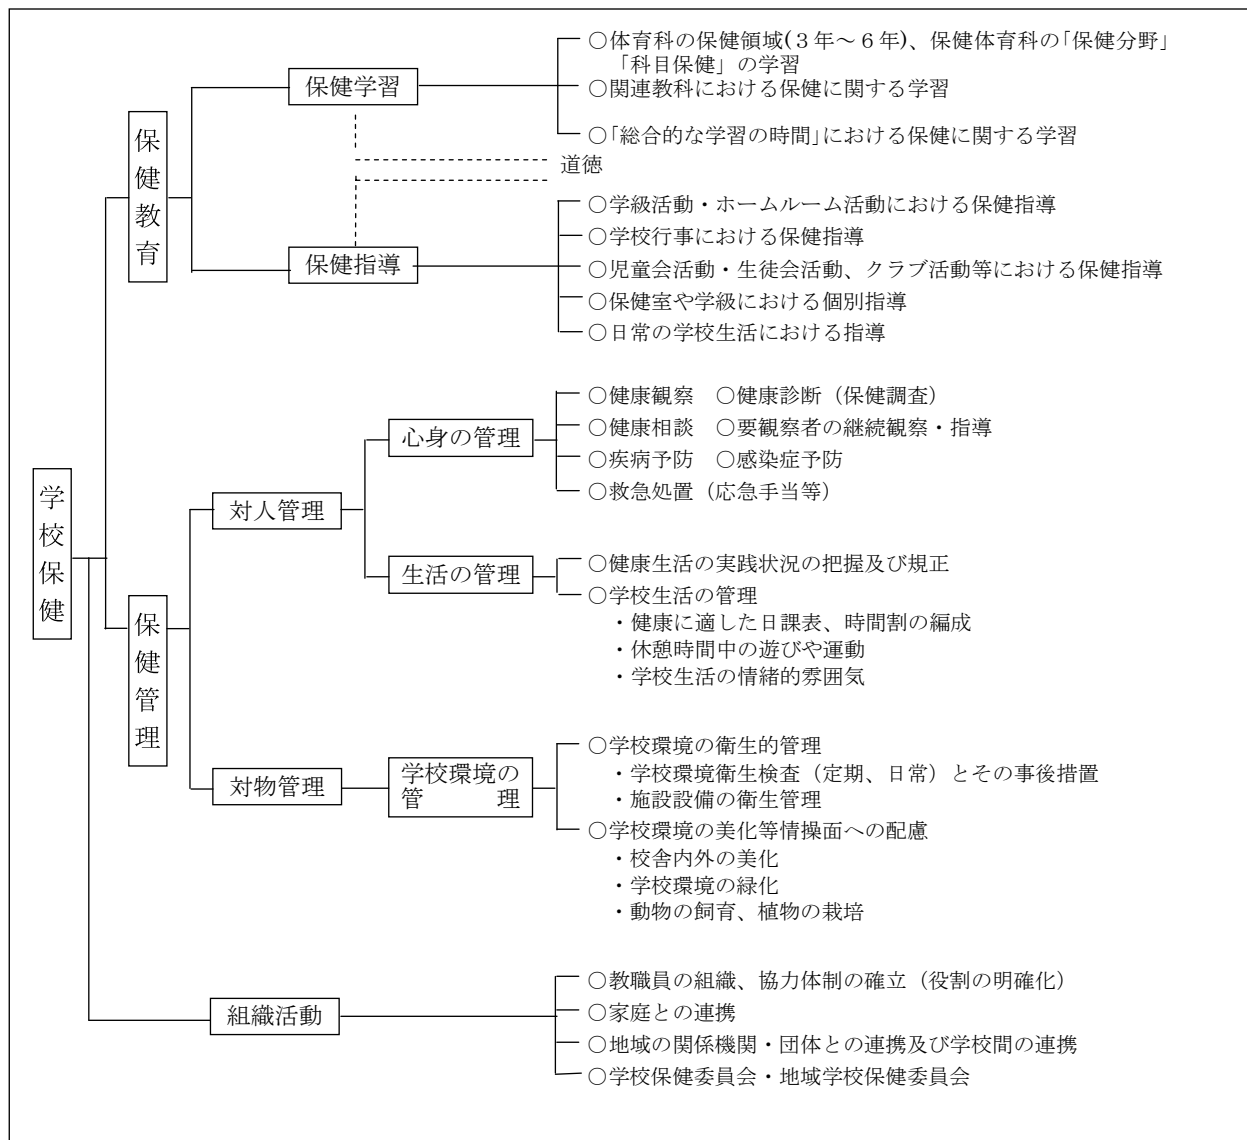 学校保健
保健教育
保健学習
○体育科の保健領域(３年～６年)、保健体育科の「保健分野」
「科目保健」の学習
○関連教科における保健に関する学習
○「総合的な学習の時間」における保健に関する学習
道徳
保健指導
○学級活動・ホームルーム活動における保健指導
○学校行事における保健指導
○児童会活動・生徒会活動、クラブ活動等における保健指導
○保健室や学級における個別指導
○日常の学校生活における指導
保健管理
対人管理
心身の管理
○健康観察　○健康診断（保健調査）
○健康相談　○要観察者の継続観察・指導
○疾病予防　○感染症予防
○救急処置（応急手当等）
生活の管理
○健康生活の実践状況の把握及び規正
○学校生活の管理
・健康に適した日課表、時間割の編成
・休憩時間中の遊びや運動
・学校生活の情緒的雰囲気
対物管理
学校環境の
管　　理
○学校環境の衛生的管理
・学校環境衛生検査（定期、日常）とその事後措置
・施設設備の衛生管理
○学校環境の美化等情操面への配慮
・校舎内外の美化
・学校環境の緑化
・動物の飼育、植物の栽培
組織活動
○教職員の組織、協力体制の確立（役割の明確化）
○家庭との連携
○地域の関係機関・団体との連携及び学校間の連携
○学校保健委員会・地域学校保健委員会